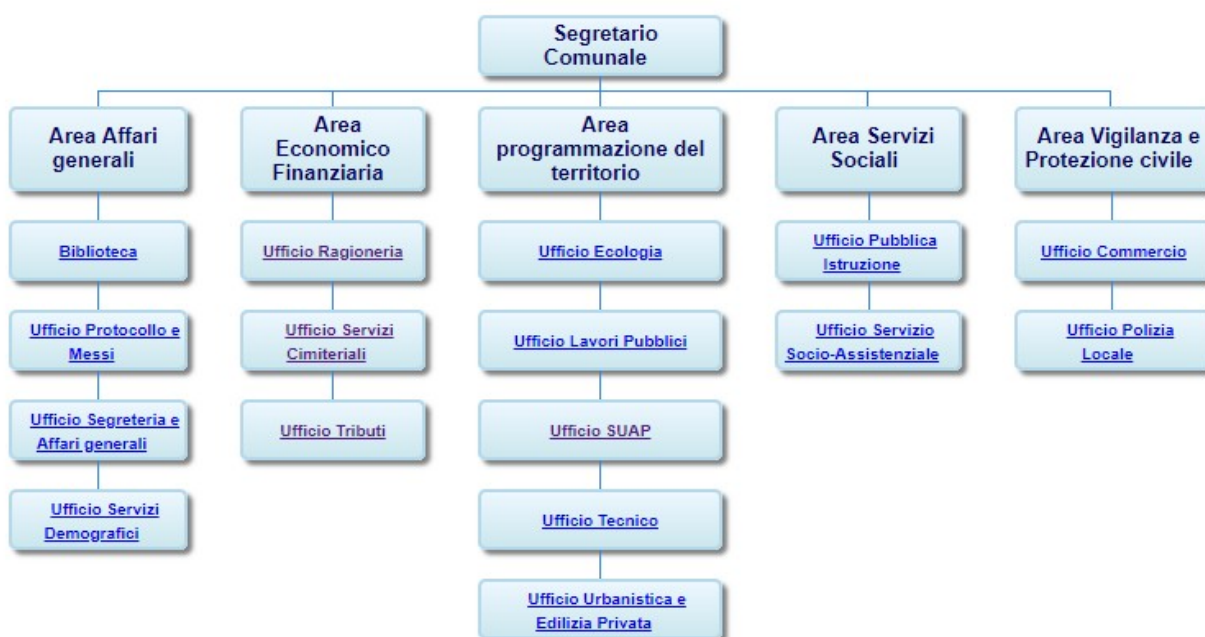 Segretario
Comunale
Area Affari
generali
Area
Economico
Finanziaria
Area
programmazione del
territorio
Area Servizi
Sociali
Area Vigilanza e
Protezione civile
Biblioteca
Ufficio Protocollo e
Messi
Ufficio Segreteria e
Affari generali
Ufficio Servizi
Demografici
Ufficio Ragioneria
Ufficio Servizi
Cimiteriali
Ufficio Tributi
Ufficio Ecologia
Ufficio Lavori Pubblici
Ufficio SUAP
Ufficio Tecnico
Ufficio Urbanistica e
Edilizia Privata
Ufficio Pubblica
Istruzione
Ufficio Servizio
Socio-Assistenziale
Ufficio Commercio
Ufficio Polizia
Locale